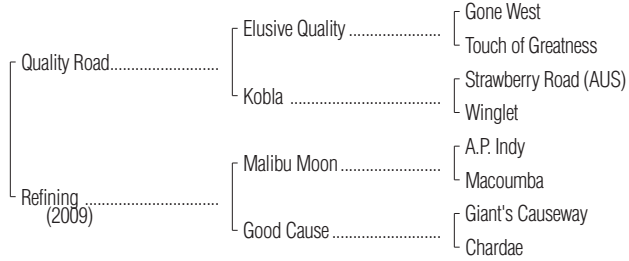 Gone West
Elusive Quality
Touch of Greatness
Quality Road
Strawberry Road (AUS)
Kobla
Winglet
A.P. Indy
Malibu Moon
Macoumba
Refining
(2009)
Giant's Causeway
Good Cause
Chardae